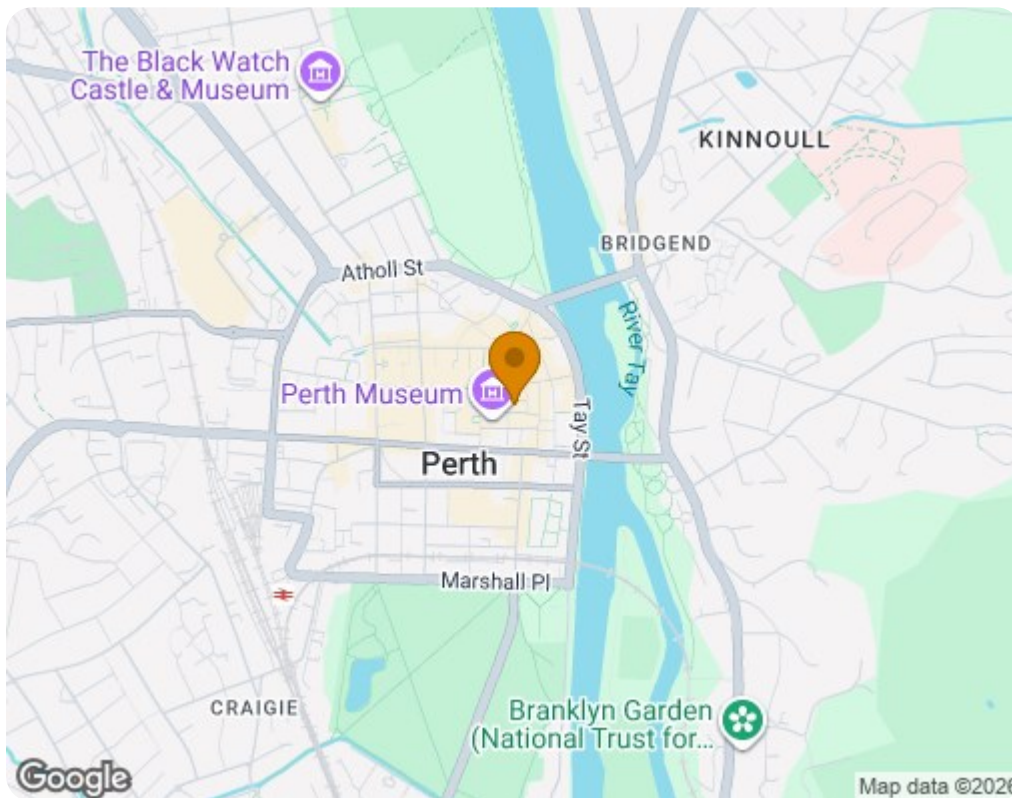 The Black Watch
Castle & Museum
KINNOULL
BRIDGEND
Atholl St
River Tay
Perth Museum
Tay St
Perth
Marshall Pl
CRAIGIE
Branklyn Garden
(National Trust for...
Google
Map data ©2026